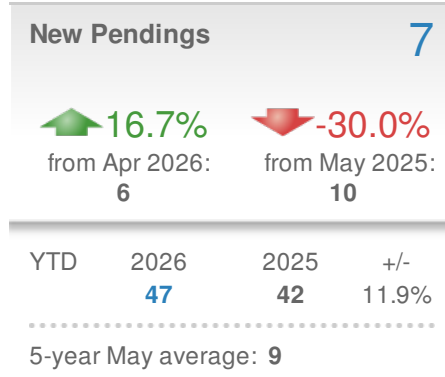 New Pendings 7
16.7% -30.0%
from Apr 2026: from May 2025:
6 10
YTD 2026 2025 +/-
47 42 11.9%
5-year May average: 9